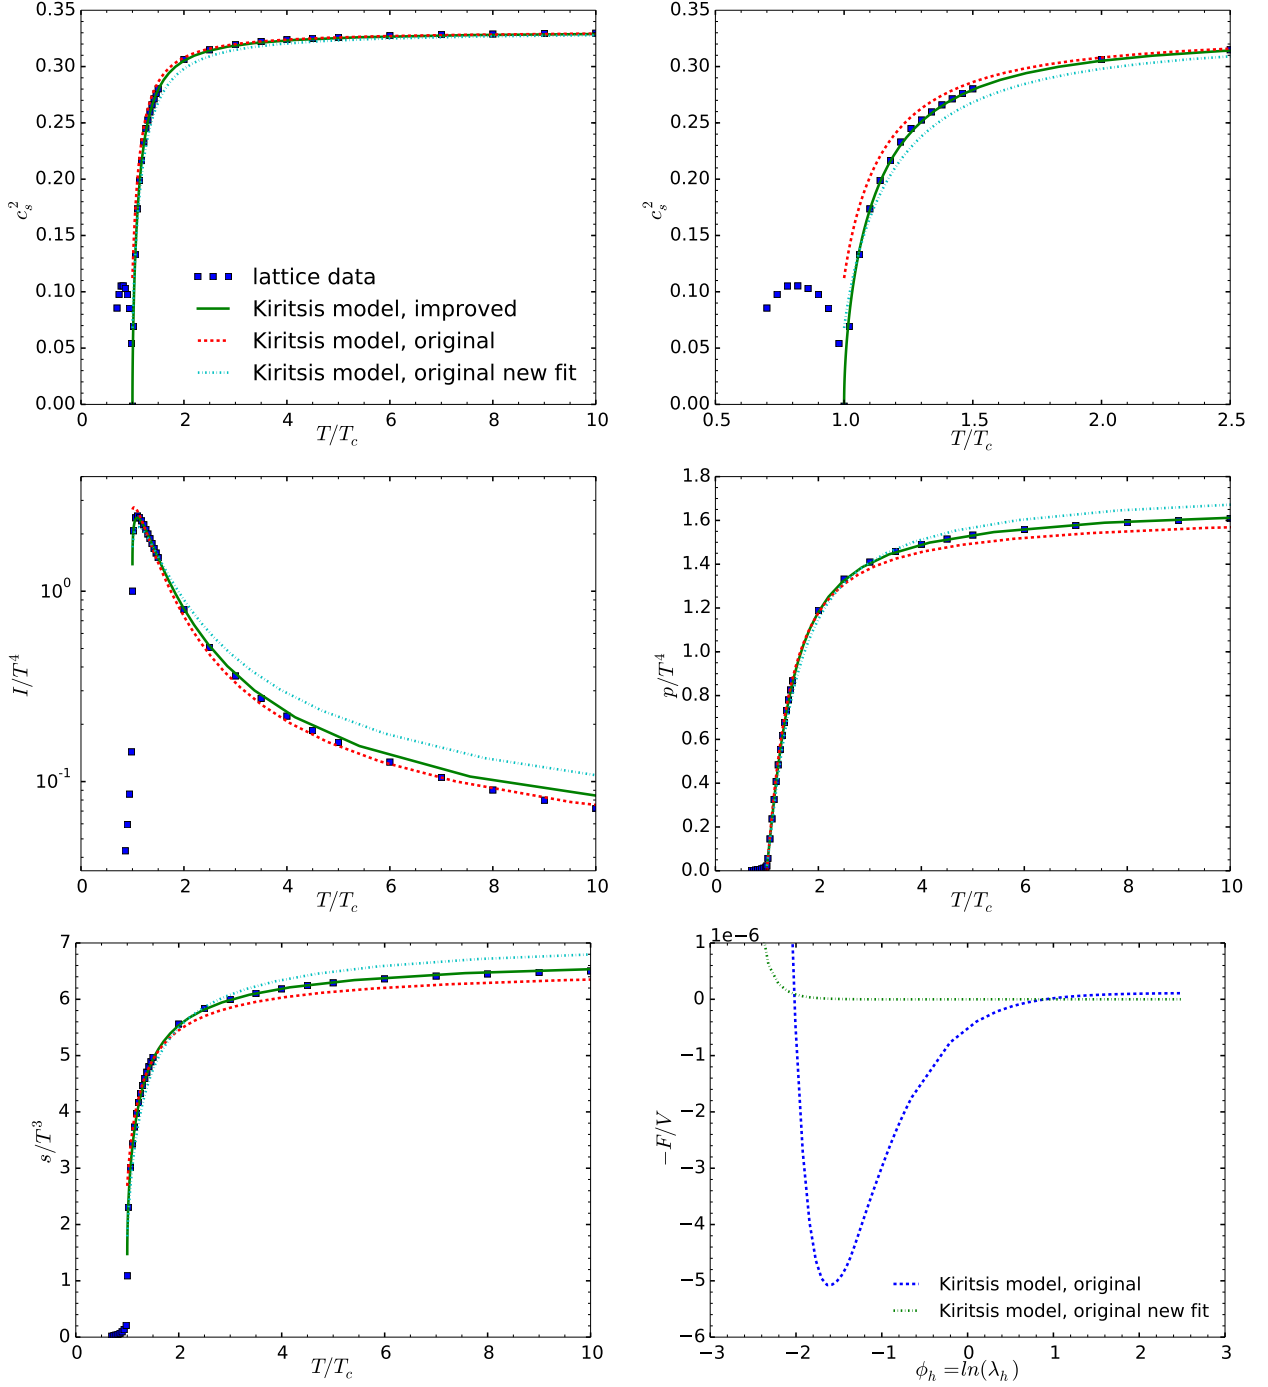 0.35
0.30
0.25
0.20
0.15
0.10
0.05
0.00
c_s^2
0 2 4 6 8 10
T/T_c
lattice data
Kiritsis model, improved
Kiritsis model, original
Kiritsis model, original new fit
0.35
0.30
0.25
0.20
0.15
0.10
0.05
0.00
c_s^2
0.5 1.0 1.5 2.0 2.5
T/T_c
10^0
10^-1
I/T^4
0 2 4 6 8 10
T/T_c
1.8
1.6
1.4
1.2
1.0
0.8
0.6
0.4
0.2
0.0
p/T^4
0 2 4 6 8 10
T/T_c
7
6
5
4
3
2
1
0
s/T^3
0 2 4 6 8 10
T/T_c
1e−6
1
0
−1
−2
−3
−4
−5
−6
−F/V
−3 −2 −1 0 1 2 3
ϕ_h = ln(λ_h)
Kiritsis model, original
Kiritsis model, original new fit